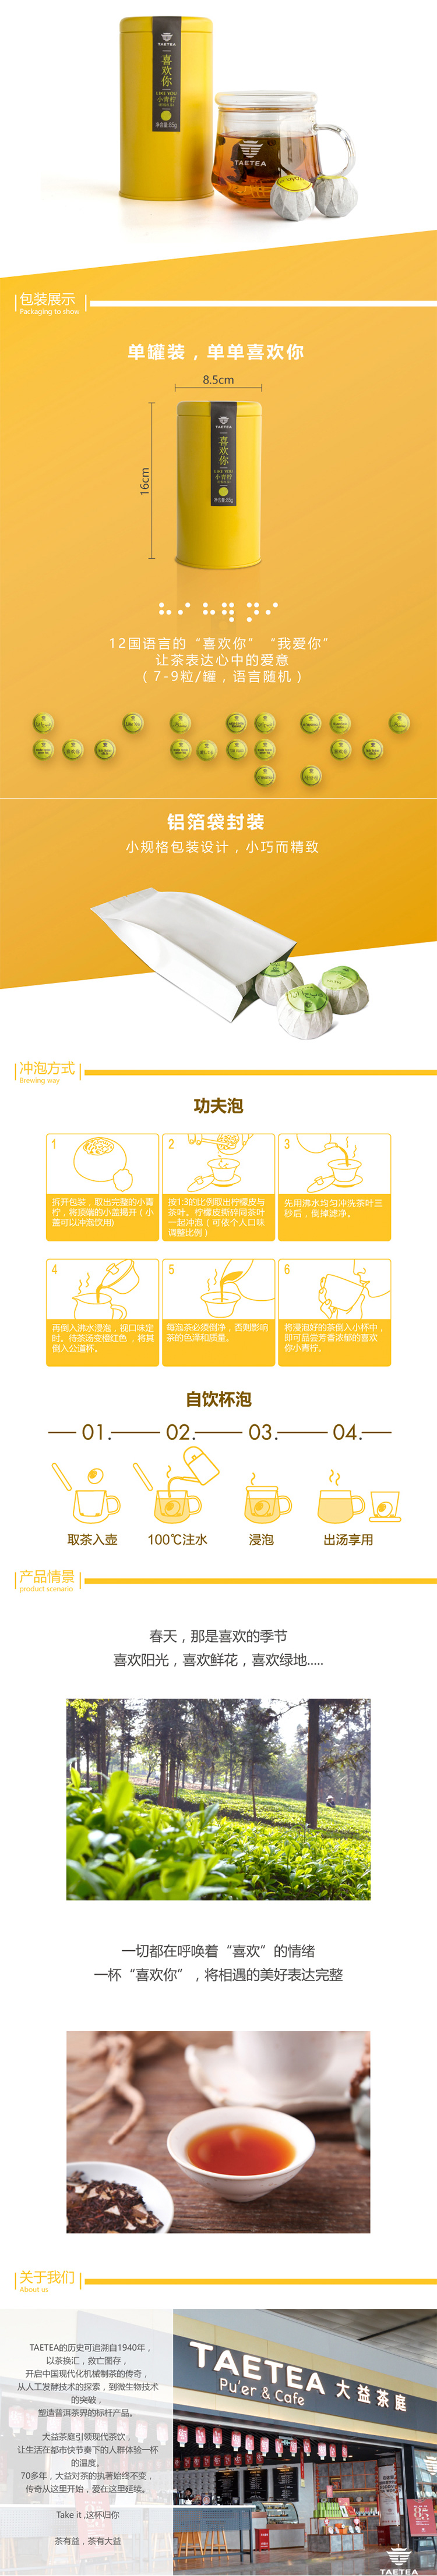 TAETEA
喜欢你
LIKE YOU
小青柑
净含量:85g
TAETEA
包装展示
Packaging to show
单罐装，单单喜欢你
8.5cm
16cm
TAETEA
喜欢你
LIKE YOU
净含量:85g
12国语言的“喜欢你”“我爱你”
让茶表达心中的爱意
（7-9粒/罐，语言随机）
铝箔袋封装
小规格包装设计，小巧而精致
冲泡方式
Brewing way
功夫泡
1
拆开包装，取出完整的小青
柠，将顶端的小盖揭开（小
盖可以冲泡饮用)
2
按1:3的比例取出柠檬皮与
茶叶。柠檬皮撕碎同茶叶
一起冲泡（可依个人口味
调整比例）
3
先用沸水均匀冲洗茶叶三
秒后，倒掉滤净。
4
再倒入沸水浸泡，视口味定
时。待茶汤变橙红色，将其
倒入公道杯。
5
每泡茶必须倒净，否则影响
茶的色泽和质量。
6
将浸泡好的茶倒入小杯中，
即可品尝芳香浓郁的喜欢
你小青柠。
自饮杯泡
01.
02.
03.
04.
取茶入壶
100℃注水
浸泡
出汤享用
产品情景
product scenario
春天，那是喜欢的季节
喜欢阳光，喜欢鲜花，喜欢绿地.....
一切都在呼唤着“喜欢”的情绪
一杯“喜欢你”，将相遇的美好表达完整
关于我们
About us
TAETEA的历史可追溯自1940年，
以茶换汇，救亡图存，
开启中国现代化机械制茶的传奇，
从人工发酵技术的探索，到微生物技术
的突破，
塑造普洱茶界的标杆产品。
大益茶庭引领现代茶饮，
让生活在都市快节奏下的人群体验一杯
的温度。
70多年，大益对茶的执著始终不变，
传奇从这里开始，爱在这里延续。
Take it ,这杯归你
茶有益，茶有大益
TAETEA
Pu'er & Cafe
大益茶庭
TAETEA